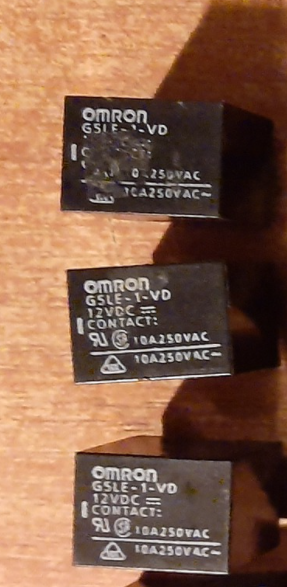 OMRON
G5LE-1-VD
10A250VAC~
OMRON
G5LE-1-VD
12VDC
CONTACT:
10A250VAC
10A250VAC~
OMRON
G5LE-1-VD
12VDC
CONTACT:
10A250VAC
10A250VAC~